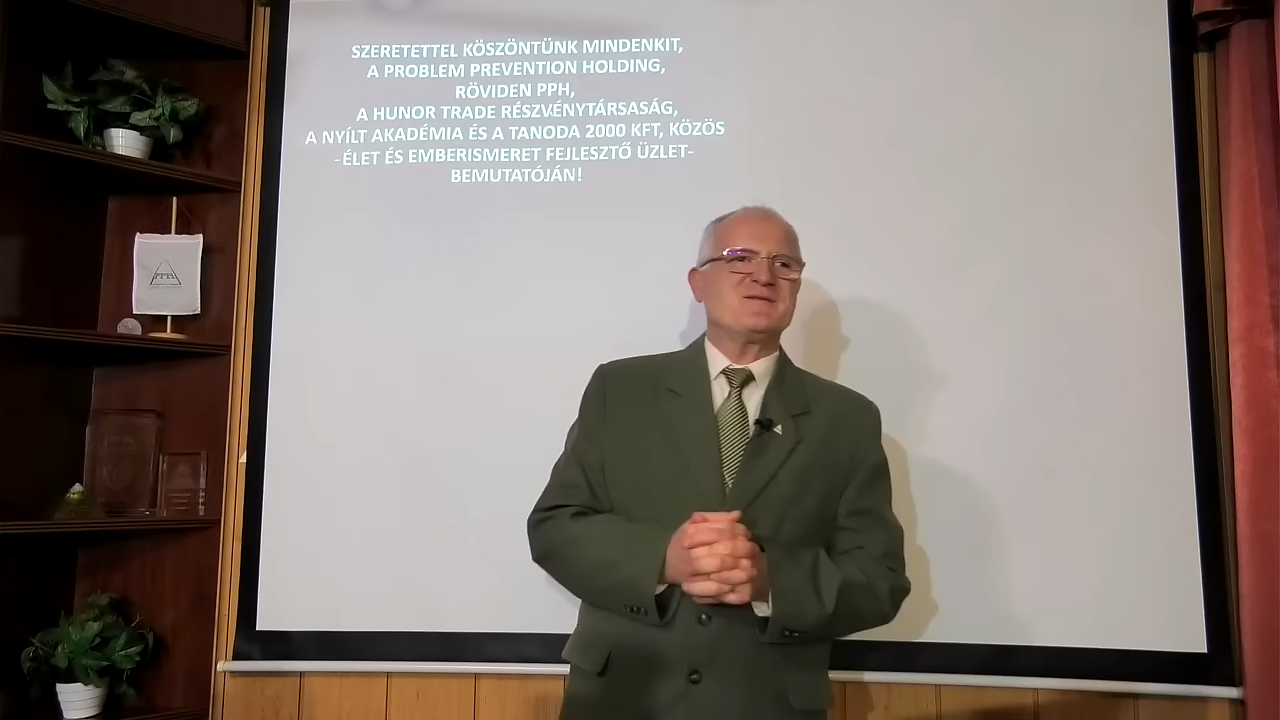 SZERETETTEL KÖSZÖNTÜNK MINDENKIT,
A PROBLEM PREVENTION HOLDING,
RÖVIDEN PPH,
A HUNOR TRADE RÉSZVÉNYTÁRSASÁG,
A NYÍLT AKADÉMIA ÉS A TANODA 2000 KFT, KÖZÖS
- ÉLET ÉS EMBERISMERET FEJLESZTŐ ÜZLET-
BEMUTATÓJÁN!
PPH